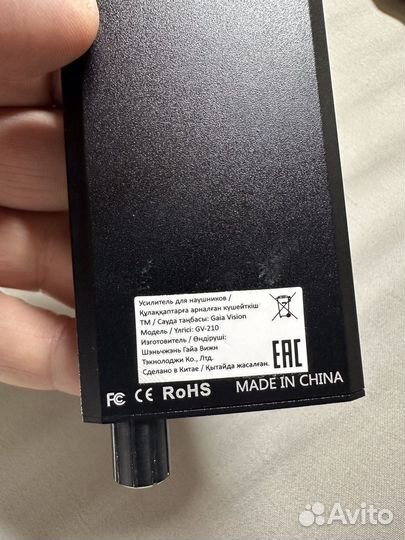 Усилитель для наушников /
Құлаққаптарға арналған күшейткіш
ТМ / Сауда таңбасы: Gaia Vision
Модель / Үлгісі: GV-210
Изготовитель / Өндіруші:
Шэньчжэнь Гайа Вижн
Тэкнолоджи Ко., Лтд.
Сделано в Китае / Қытайда жасалған.
EAC
FC CE RoHS MADE IN CHINA
Avito